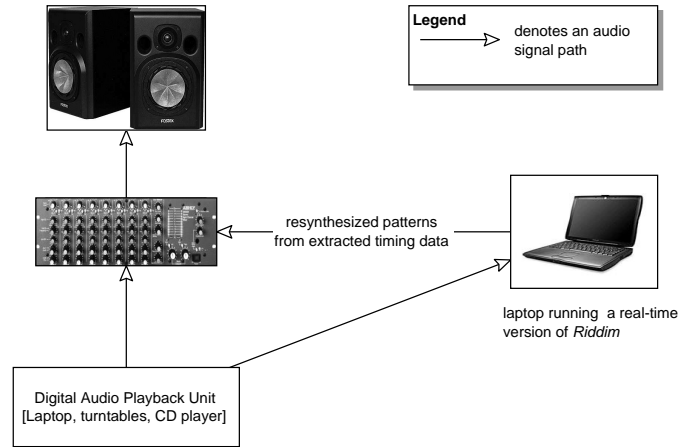 Legend
denotes an audio
signal path
FOSTEX
resynthesized patterns
from extracted timing data
laptop running a real-time
version of Riddim
Digital Audio Playback Unit
[Laptop, turntables, CD player]